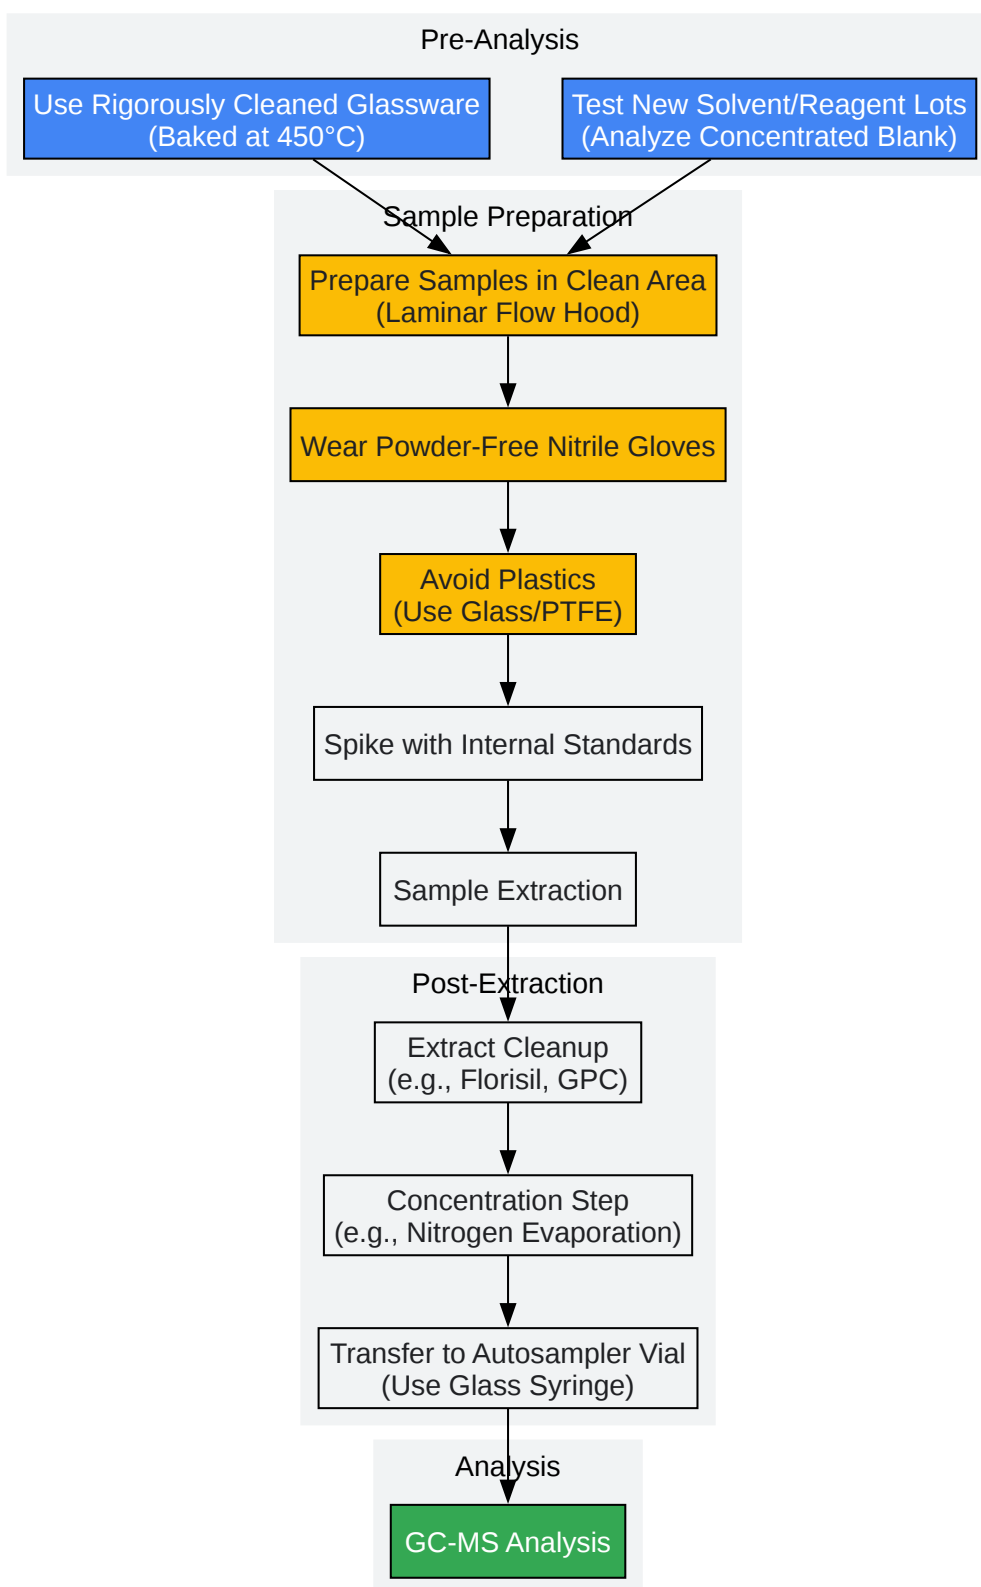 Pre-Analysis
Use Rigorously Cleaned Glassware
(Baked at 450°C)
Test New Solvent/Reagent Lots
(Analyze Concentrated Blank)
Sample Preparation
Prepare Samples in Clean Area
(Laminar Flow Hood)
Wear Powder-Free Nitrile Gloves
Avoid Plastics
(Use Glass/PTFE)
Spike with Internal Standards
Sample Extraction
Post-Extraction
Extract Cleanup
(e.g., Florisil, GPC)
Concentration Step
(e.g., Nitrogen Evaporation)
Transfer to Autosampler Vial
(Use Glass Syringe)
Analysis
GC-MS Analysis